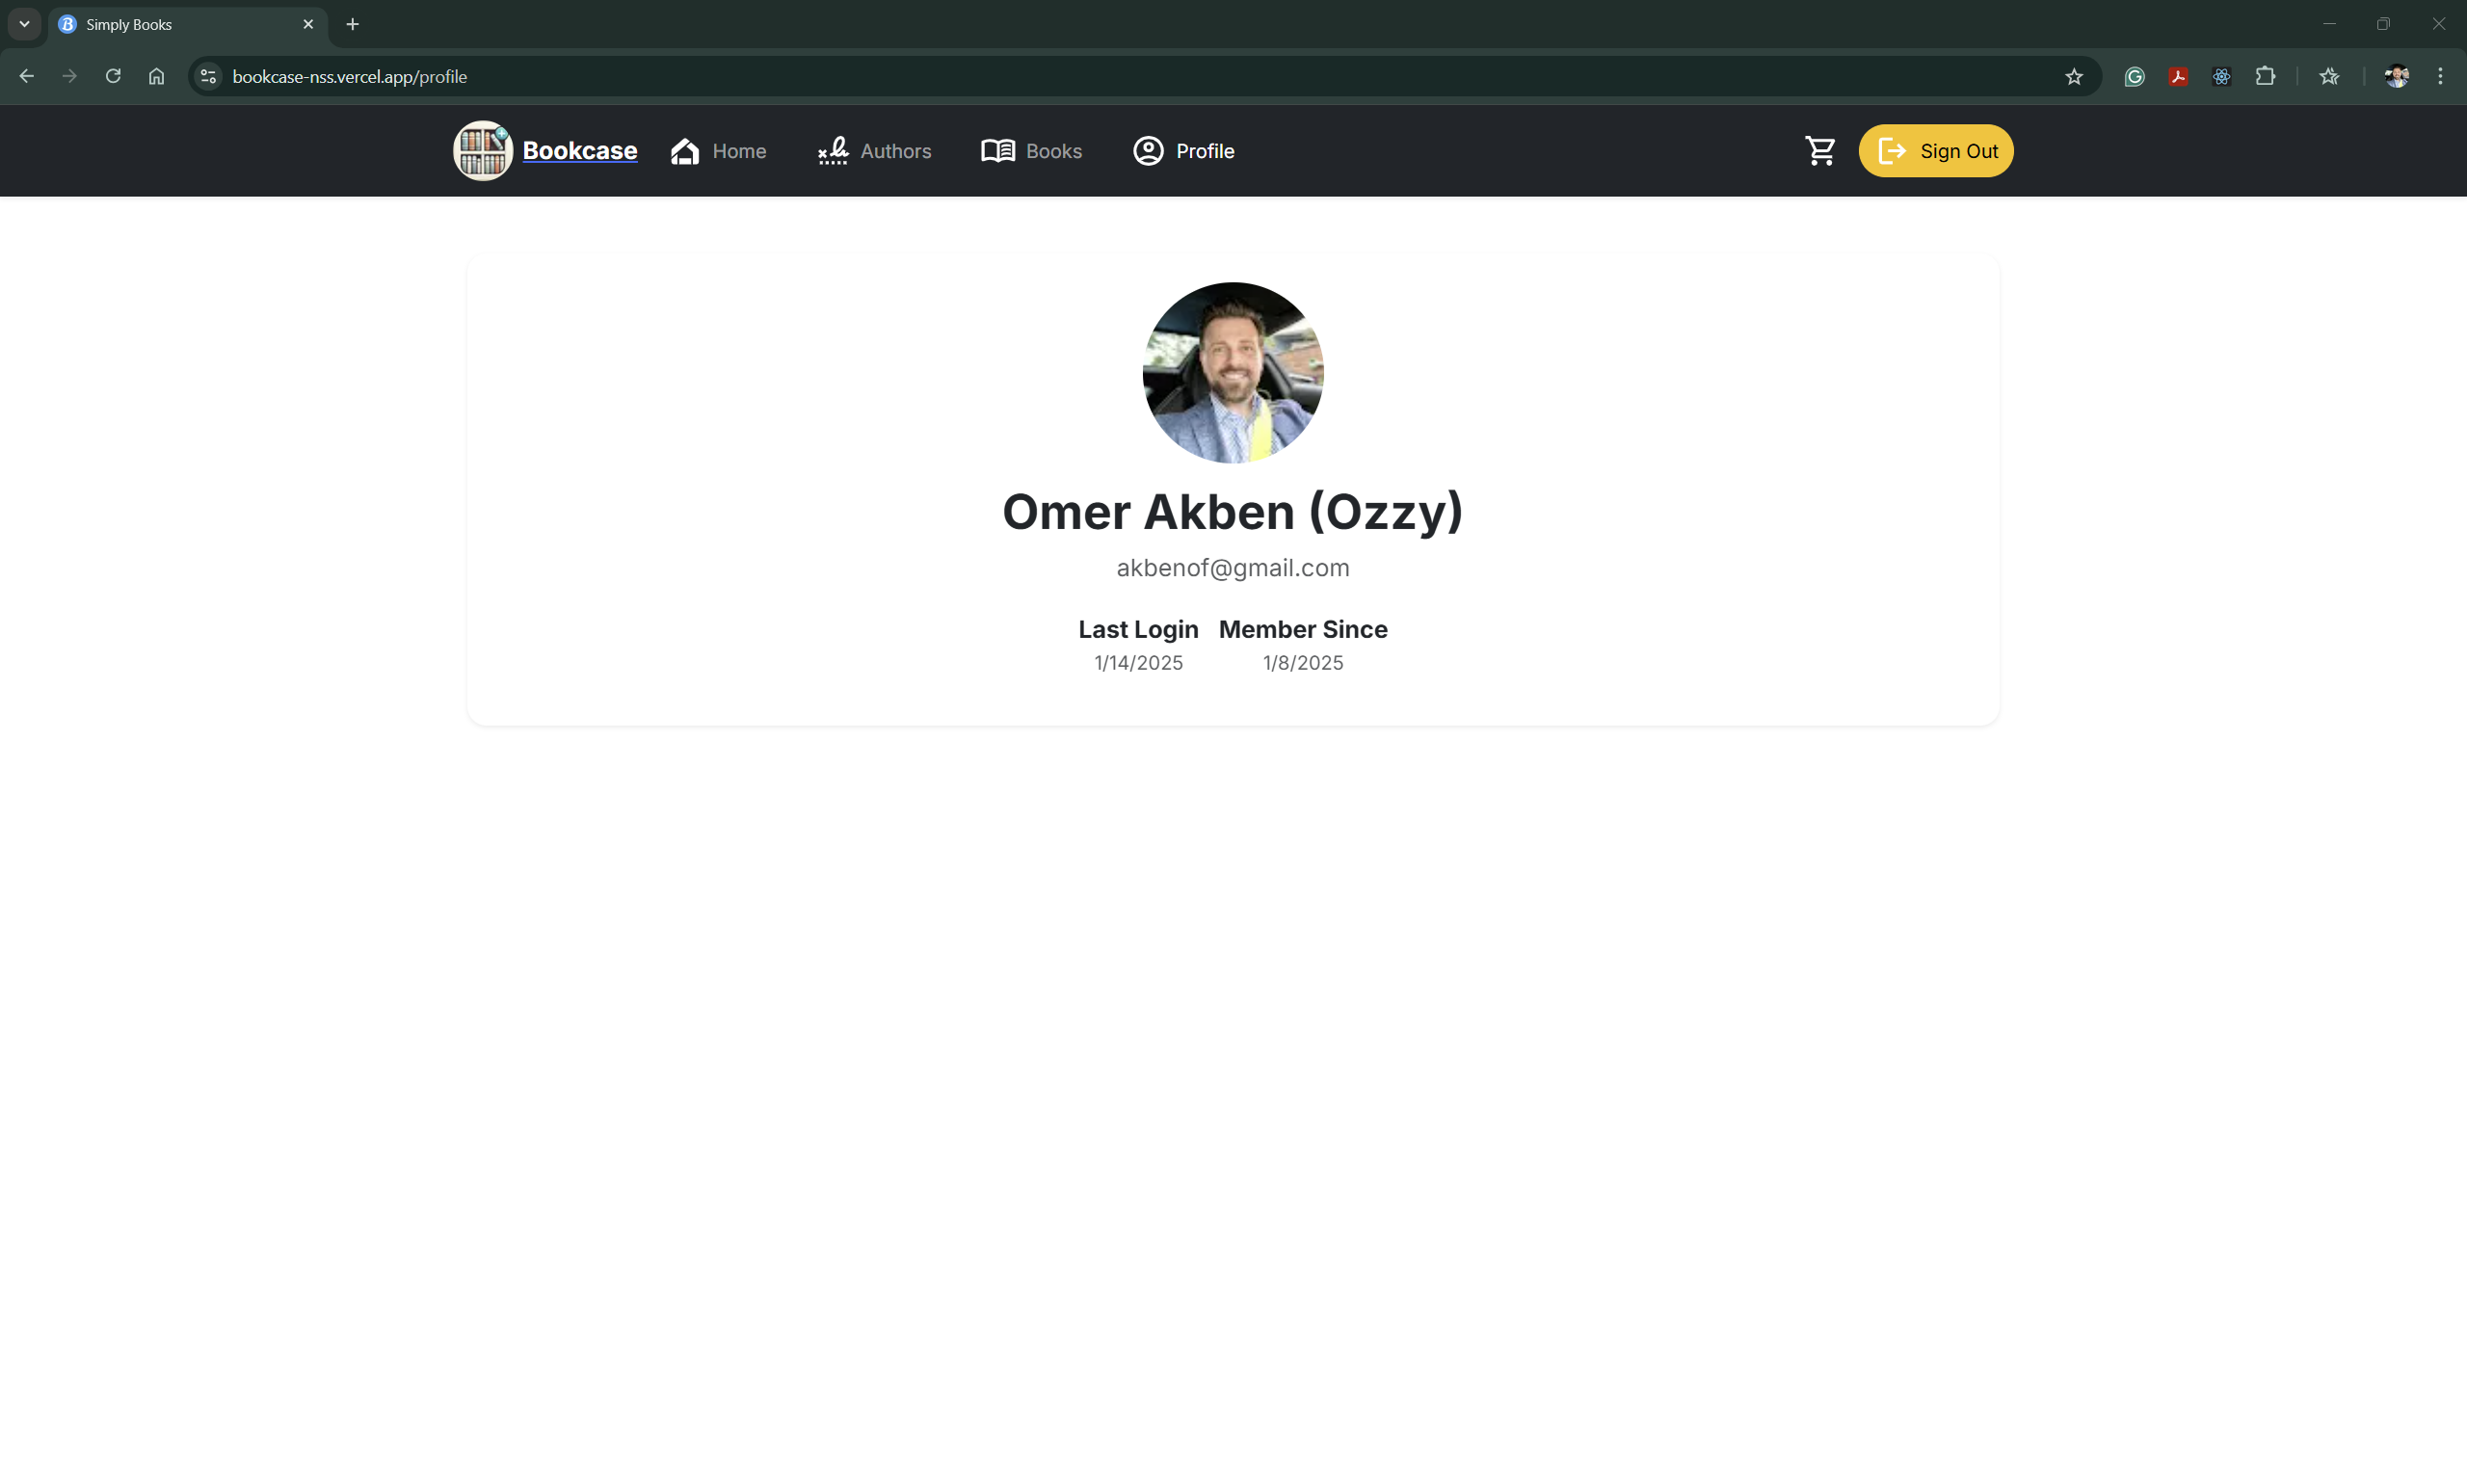 Simply Books
bookcase-nss.vercel.app/profile
Bookcase Home Authors Books Profile Sign Out
Omer Akben (Ozzy)
akbenof@gmail.com
Last Login Member Since
1/14/2025 1/8/2025